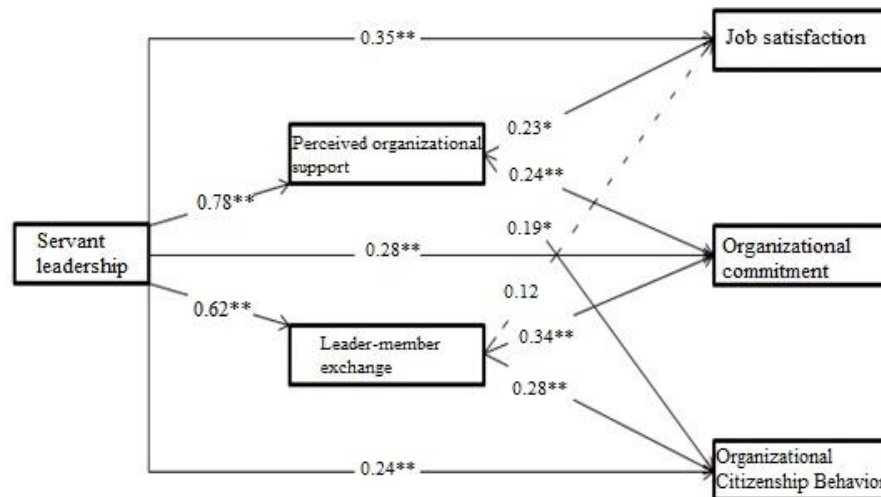 0.35**
Job satisfaction
Perceived organizational
support
0.23*
0.24**
0.78**
0.19*
Servant
leadership
0.28**
Organizational
commitment
0.62**
0.12
0.34**
Leader-member
exchange
0.28**
0.24**
Organizational
Citizenship Behavior